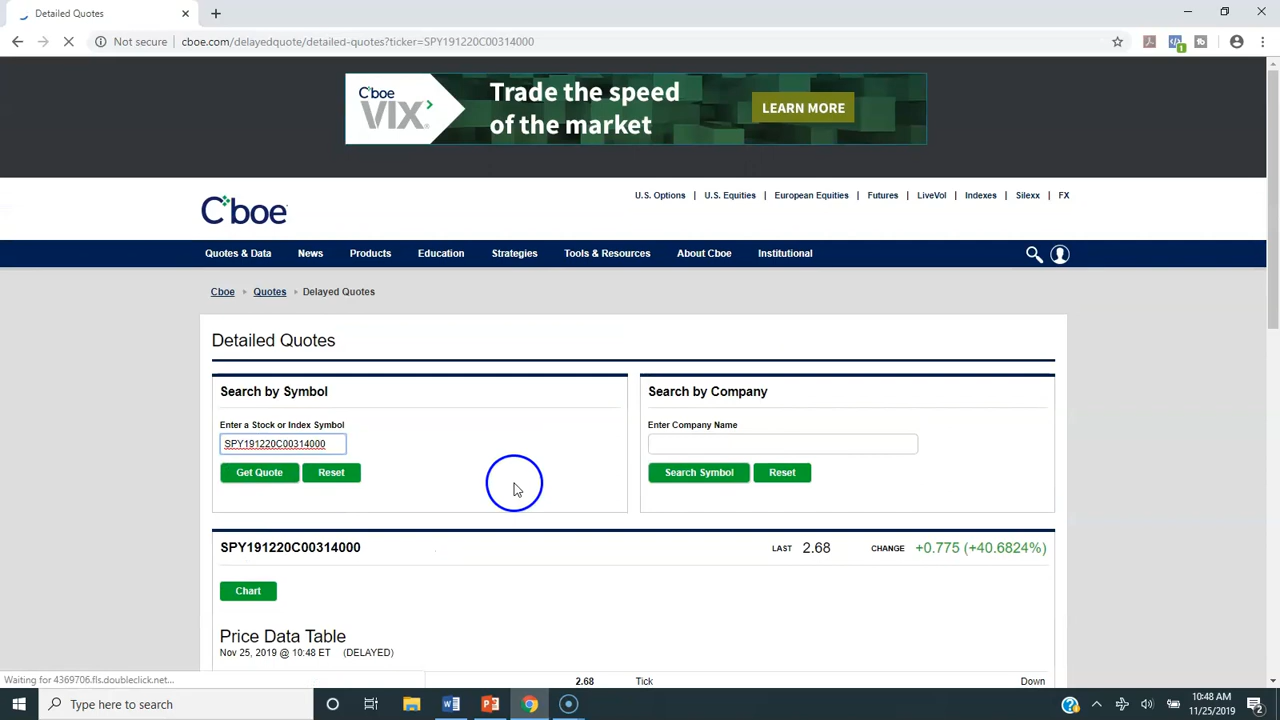 Detailed Quotes
Not secure | cboe.com/delayedquote/detailed-quotes?ticker=SPY191220C00314000
Cboe VIX® Trade the speed of the market LEARN MORE
U.S. Options | U.S. Equities | European Equities | Futures | LiveVol | Indexes | Silexx | FX
Cboe
Quotes & Data News Products Education Strategies Tools & Resources About Cboe Institutional
Cboe Quotes Delayed Quotes
Detailed Quotes
Search by Symbol
Enter a Stock or Index Symbol
SPY191220C00314000
Get Quote Reset
Search by Company
Enter Company Name
Search Symbol Reset
SPY191220C00314000 LAST 2.68 CHANGE +0.775 (+40.6824%)
Chart
Price Data Table
Nov 25, 2019 @ 10:48 ET (DELAYED)
2.68 Tick Down
Waiting for 4369706.fls.doubleclick.net...
Type here to search
10:48 AM
11/25/2019